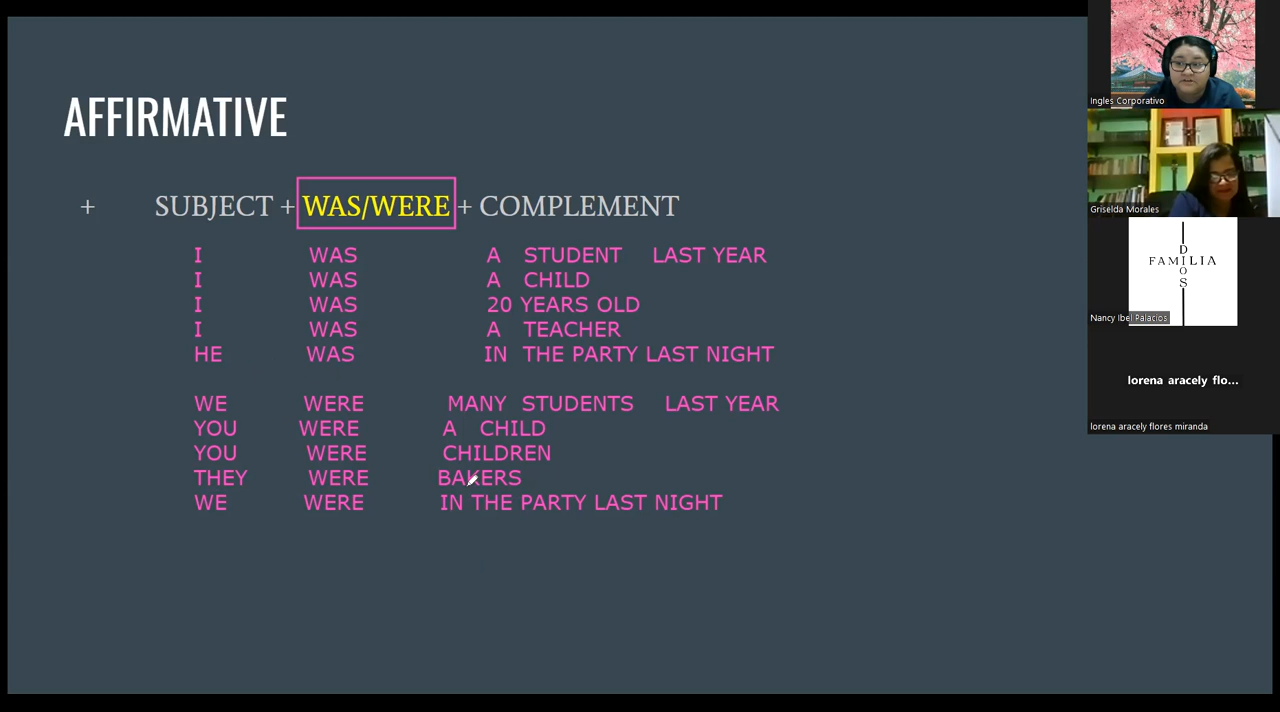 AFFIRMATIVE
+ SUBJECT + WAS/WERE + COMPLEMENT
I WAS A STUDENT LAST YEAR
I WAS A CHILD
I WAS 20 YEARS OLD
I WAS A TEACHER
HE WAS IN THE PARTY LAST NIGHT
WE WERE MANY STUDENTS LAST YEAR
YOU WERE A CHILD
YOU WERE CHILDREN
THEY WERE BAKERS
WE WERE IN THE PARTY LAST NIGHT
Ingles Corporativo
Griselda Morales
DIOS
FAMILIA
Nancy Ibel Palacios
lorena aracely flo...
lorena aracely flores miranda